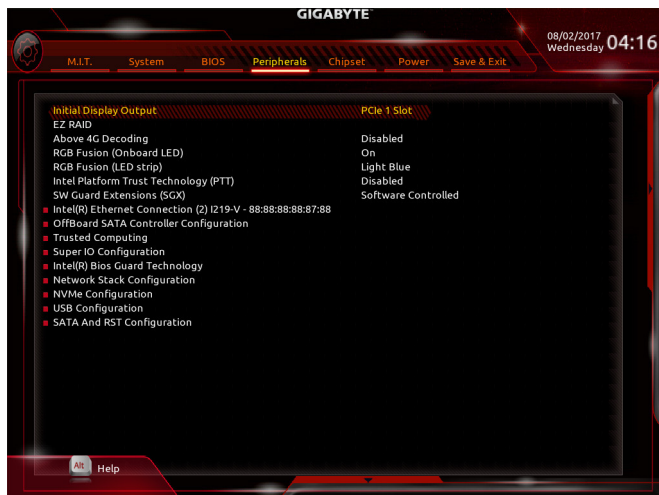 GIGABYTE™
08/02/2017
Wednesday 04:16
M.I.T. System BIOS Peripherals Chipset Power Save & Exit
Initial Display Output PCIe 1 Slot
EZ RAID
Above 4G Decoding Disabled
RGB Fusion (Onboard LED) On
RGB Fusion (LED strip) Light Blue
Intel Platform Trust Technology (PTT) Disabled
SW Guard Extensions (SGX) Software Controlled
Intel(R) Ethernet Connection (2) I219-V - 88:88:88:88:87:88
OffBoard SATA Controller Configuration
Trusted Computing
Super IO Configuration
Intel(R) Bios Guard Technology
Network Stack Configuration
NVMe Configuration
USB Configuration
SATA And RST Configuration
Alt Help